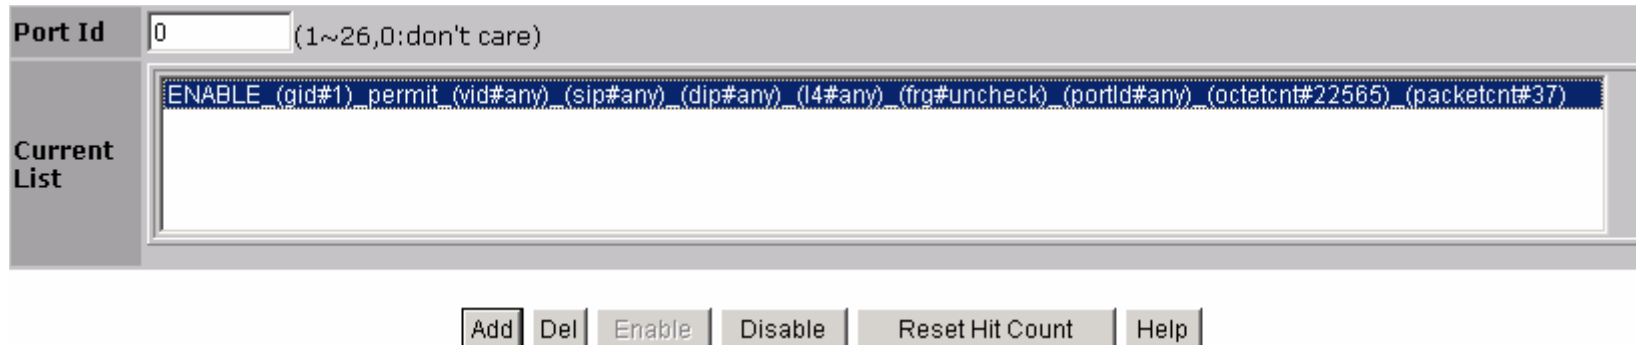 Port Id 0 (1~26,0:don't care)
ENABLE_(gid#1)_permit_(vid#any)_(sip#any)_(dip#any)_(l4#any)_(frg#uncheck)_(portId#any)_(octetcnt#22565)_(packetcnt#37)
Current
List
Add Del Enable Disable Reset Hit Count Help